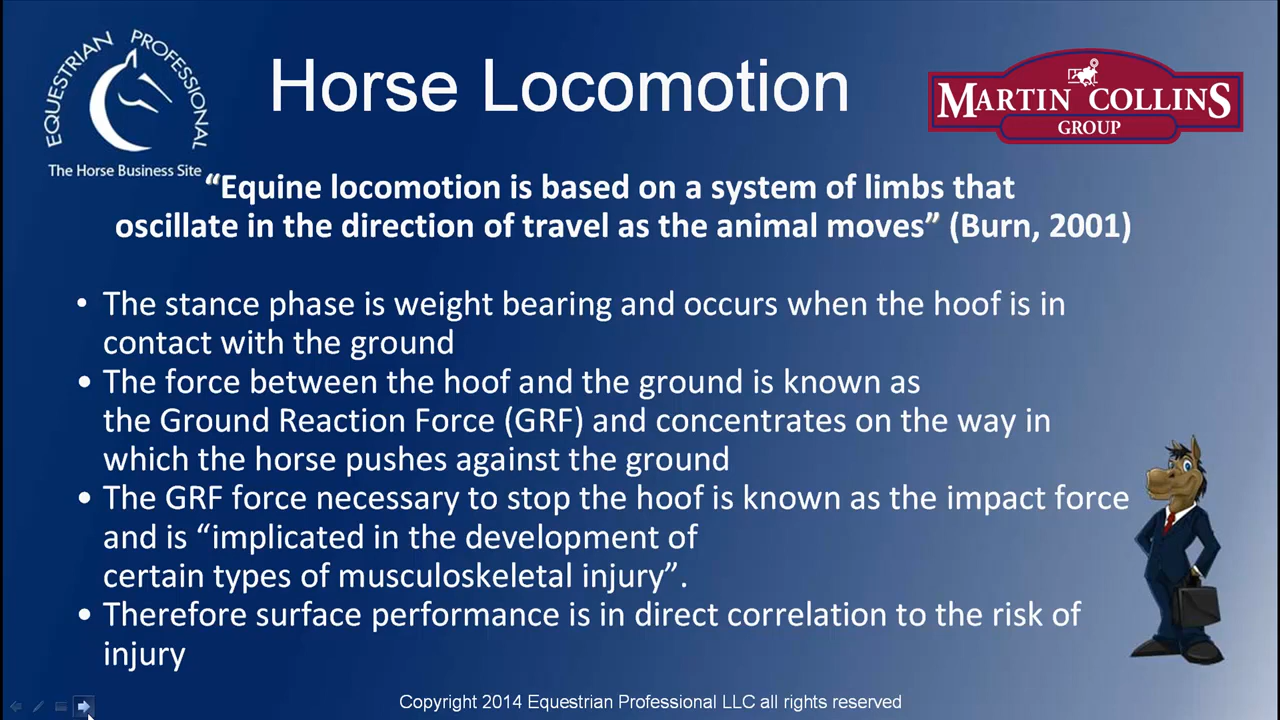 EQUESTRIAN PROFESSIONAL
The Horse Business Site
Horse Locomotion
MARTIN COLLINS
GROUP
“Equine locomotion is based on a system of limbs that
oscillate in the direction of travel as the animal moves” (Burn, 2001)
• The stance phase is weight bearing and occurs when the hoof is in
contact with the ground
• The force between the hoof and the ground is known as
the Ground Reaction Force (GRF) and concentrates on the way in
which the horse pushes against the ground
• The GRF force necessary to stop the hoof is known as the impact force
and is “implicated in the development of
certain types of musculoskeletal injury”.
• Therefore surface performance is in direct correlation to the risk of
injury
Copyright 2014 Equestrian Professional LLC all rights reserved